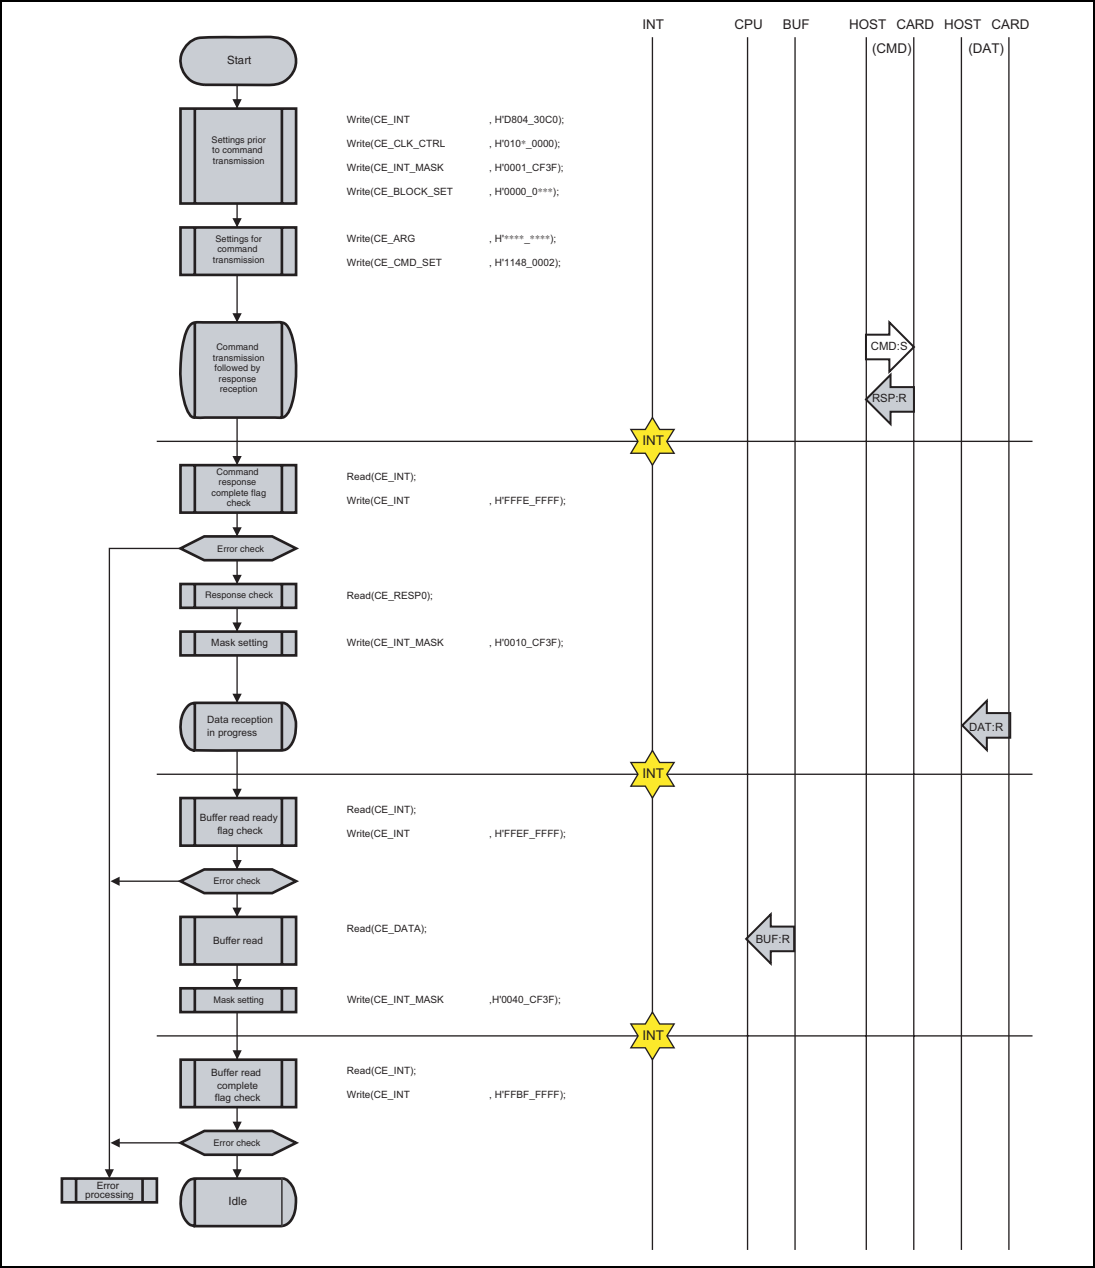 INT CPU BUF HOST CARD HOST CARD
(CMD) (DAT)
Start
Settings prior
to command
transmission
Write(CE_INT , H'D804_30C0);
Write(CE_CLK_CTRL , H'010*_0000);
Write(CE_INT_MASK , H'0001_CF3F);
Write(CE_BLOCK_SET , H'0000_0***);
Settings for
command
transmission
Write(CE_ARG , H'****_****);
Write(CE_CMD_SET , H'1148_0002);
Command
transmission
followed by
response
reception
CMD:S
RSP:R
INT
Command
response
complete flag
check
Read(CE_INT);
Write(CE_INT , H'FFFE_FFFF);
Error check
Response check
Read(CE_RESP0);
Mask setting
Write(CE_INT_MASK , H'0010_CF3F);
Data reception
in progress
DAT:R
INT
Buffer read ready
flag check
Read(CE_INT);
Write(CE_INT , H'FFEF_FFFF);
Error check
Buffer read
Read(CE_DATA);
BUF:R
Mask setting
Write(CE_INT_MASK ,H'0040_CF3F);
INT
Buffer read
complete
flag check
Read(CE_INT);
Write(CE_INT , H'FFBF_FFFF);
Error check
Error
processing
Idle